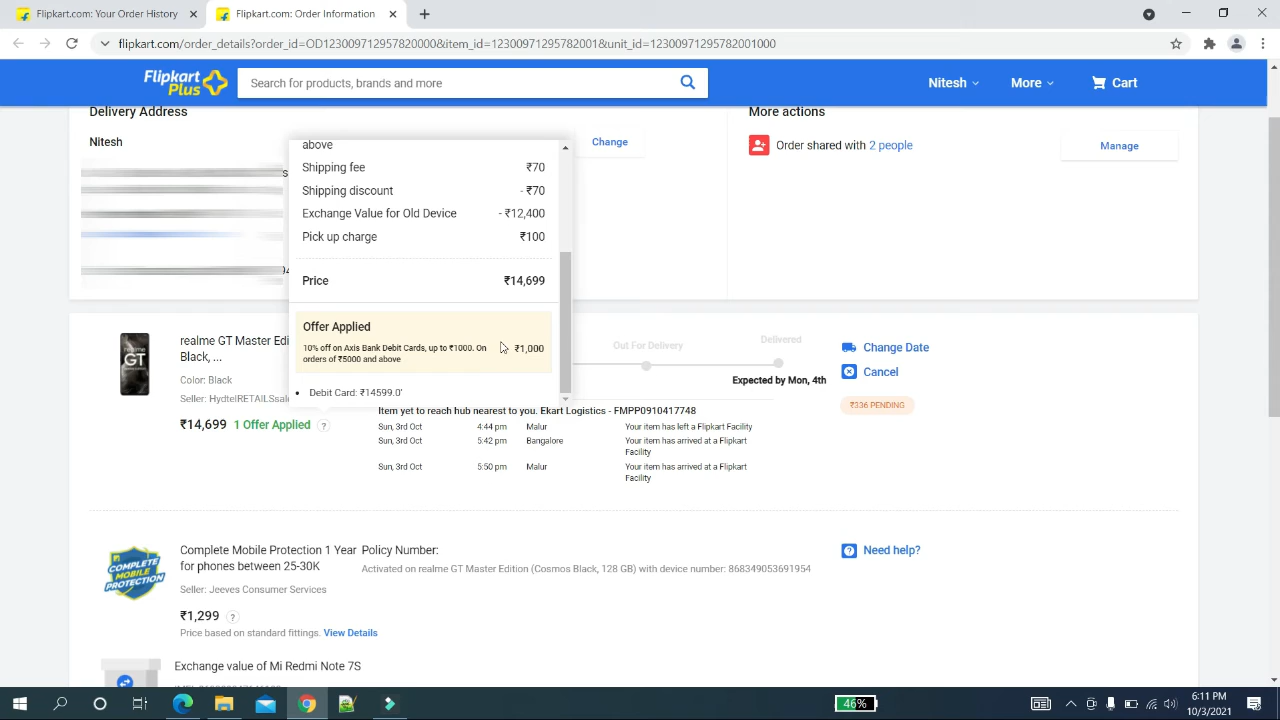 Flipkart Order Information.com
Flipkart Order Information.com
flipkart.com/order_details?order_id=OD123009712957820000&item_id=123009712957820018&unit_id=1230097129578201000
Flipkart
Plus
Search for products, brands and more
Nitesh
More
Cart
Delivery Address
More actions
Nitesh
Change
Order shared with 2 people
Manage
above
Shipping fee ₹70
Shipping discount - ₹70
Exchange Value for Old Device - ₹12,400
Pick up charge ₹100
Price ₹14,699
Offer Applied
10% off on Axis Bank Debit Cards, up to ₹1000. On
orders of ₹5000 and above
₹1,000
• Debit Card: ₹14599.0'
realme GT Master Edi
Black, ...
Color: Black
Seller: HydtelRETAILSsale
₹14,699 1 Offer Applied ?
Out For Delivery
Delivered
Expected by Mon, 4th
Change Date
Cancel
₹336 PENDING
Item yet to reach hub nearest to you. Ekart Logistics - FMPP0910417748
Sun, 3rd Oct 4:44 pm Malur Your item has left a Flipkart Facility
Sun, 3rd Oct 5:42 pm Bangalore Your item has arrived at a Flipkart
Facility
Sun, 3rd Oct 5:50 pm Malur Your item has arrived at a Flipkart
Facility
COMPLETE
MOBILE
PROTECTION
Complete Mobile Protection 1 Year
for phones between 25-30K
Seller: Jeeves Consumer Services
₹1,299 ?
Price based on standard fittings. View Details
Policy Number:
Activated on realme GT Master Edition (Cosmos Black, 128 GB) with device number: 868349053691954
Need help?
Exchange value of Mi Redmi Note 7S
46%
6:11 PM
10/3/2021